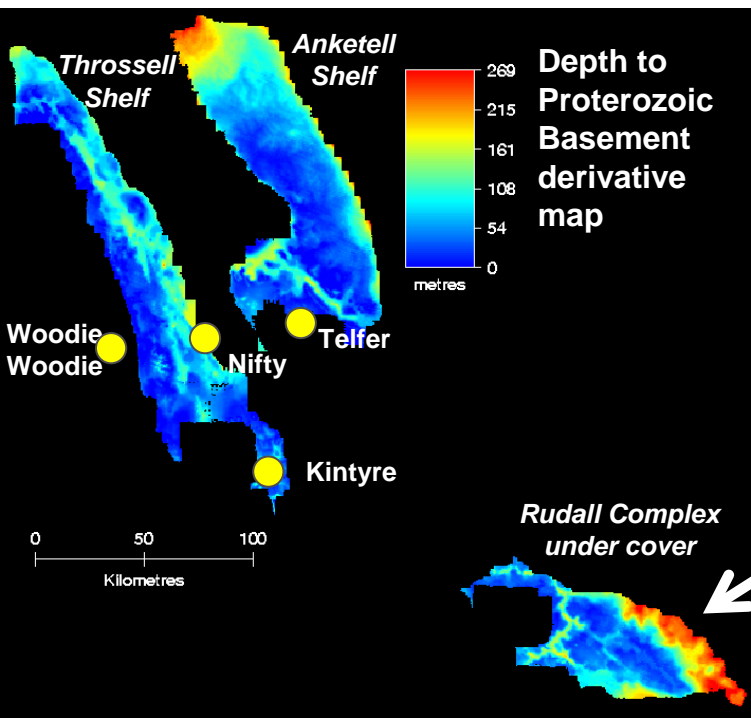 Throssell
Shelf
Anketell
Shelf
269
215
161
108
54
0
metres
Depth to
Proterozoic
Basement
derivative
map
Woodie
Woodie
Nifty
Telfer
Kintyre
0 50 100
Kilometres
Rudall Complex
under cover